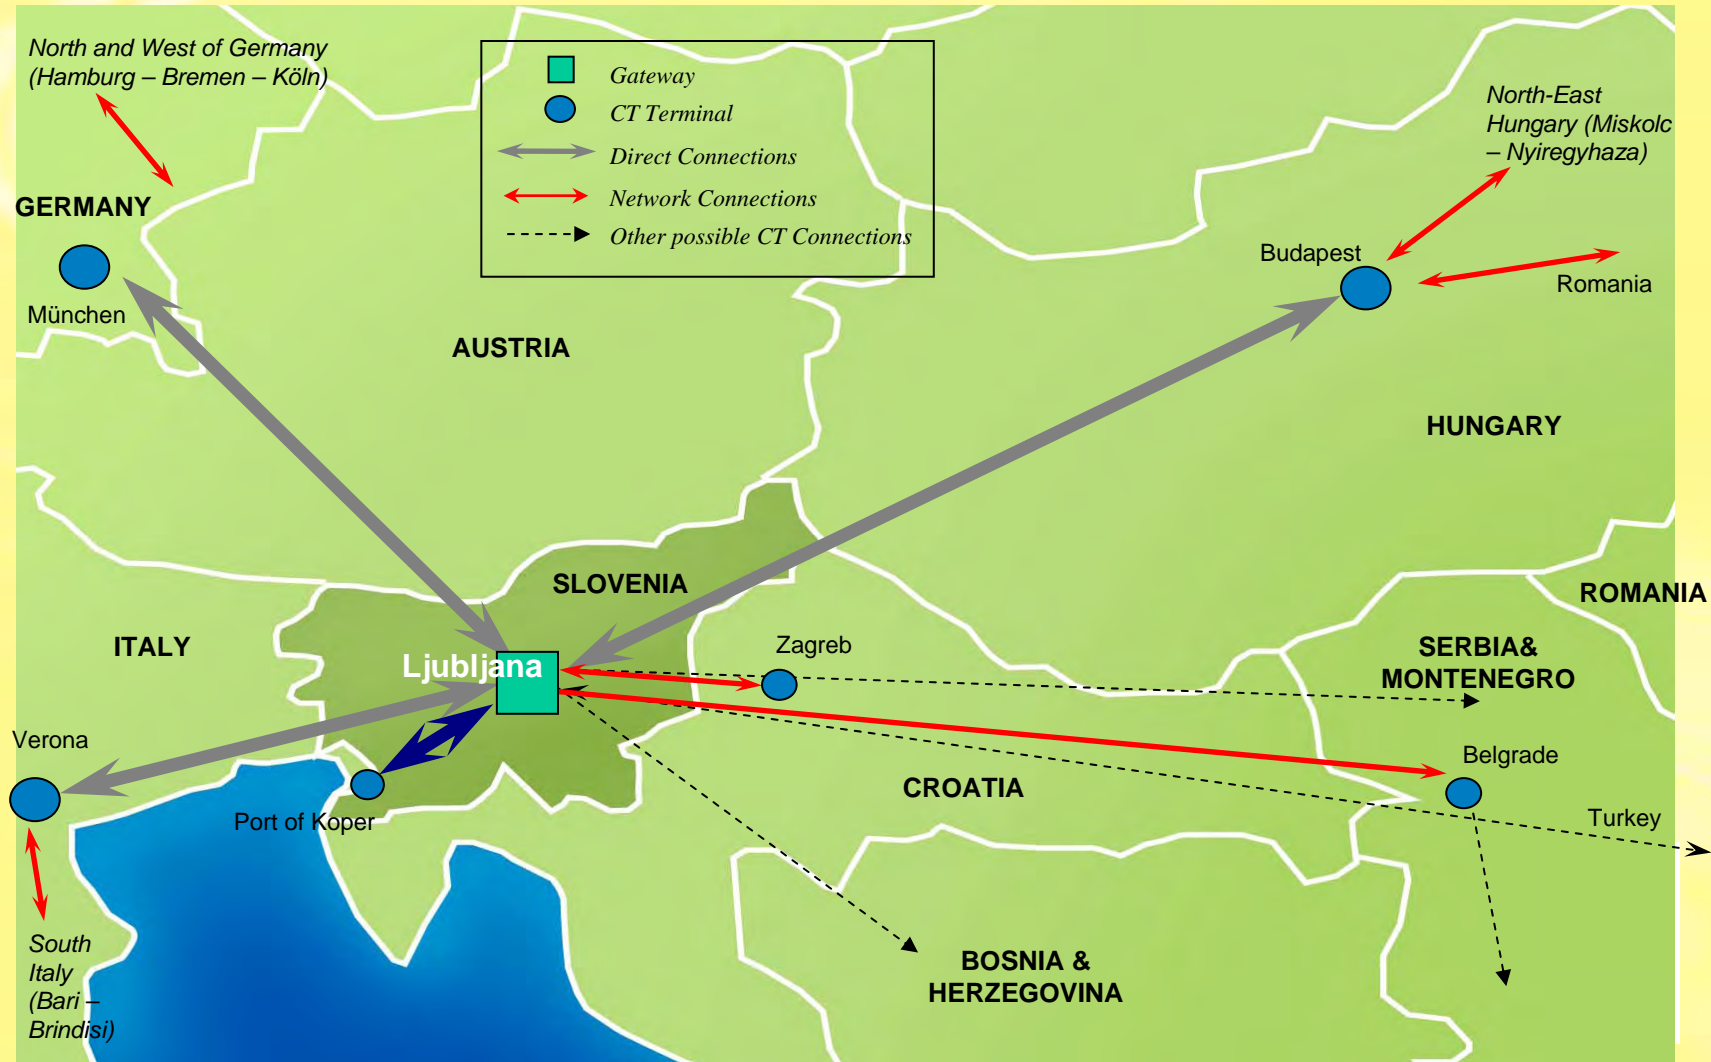 North and West of Germany
(Hamburg – Bremen – Köln)
Gateway
CT Terminal
Direct Connections
Network Connections
Other possible CT Connections
North-East
Hungary (Miskolc
– Nyiregyhaza)
GERMANY
München
Budapest
Romania
AUSTRIA
HUNGARY
SLOVENIA
ROMANIA
ITALY
Ljubljana
Zagreb
SERBIA&
MONTENEGRO
Verona
Belgrade
CROATIA
Port of Koper
Turkey
South
Italy
(Bari –
Brindisi)
BOSNIA &
HERZEGOVINA